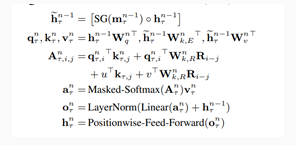 h̃_τ^{n-1} = [SG(m_τ^{n-1}) ∘ h_τ^{n-1}]
q_τ^n, k_τ^n, v_τ^n = h_τ^{n-1}W_q^{n⊤}, h̃_τ^{n-1}W_{k,E}^n{}^⊤, h̃_τ^{n-1}W_v^{n⊤}
A_{τ,i,j}^n = q_{τ,i}^n{}^⊤k_{τ,j}^n + q_{τ,i}^n{}^⊤W_{k,R}^nR_{i-j}
+ u^⊤k_{τ,j} + v^⊤W_{k,R}^nR_{i-j}
a_τ^n = Masked-Softmax(A_τ^n)v_τ^n
o_τ^n = LayerNorm(Linear(a_τ^n) + h_τ^{n-1})
h_τ^n = Positionwise-Feed-Forward(o_τ^n)